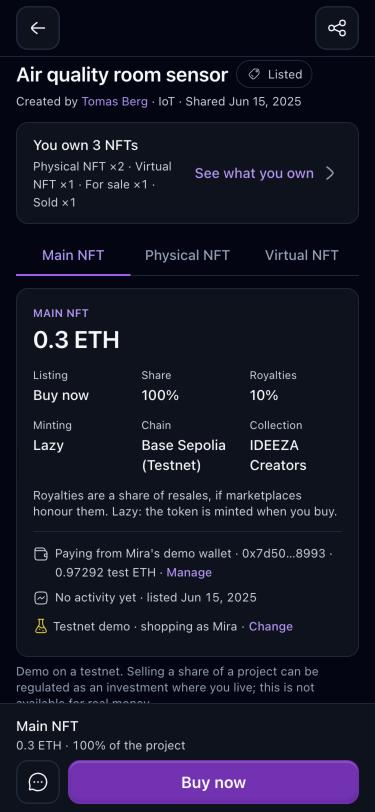 Air quality room sensor
Listed
Created by Tomas Berg · IoT · Shared Jun 15, 2025
You own 3 NFTs
Physical NFT ×2 · Virtual
NFT ×1 · For sale ×1 ·
Sold ×1
See what you own
Main NFT
Physical NFT
Virtual NFT
MAIN NFT
0.3 ETH
Listing
Share
Royalties
Buy now
100%
10%
Minting
Chain
Collection
Lazy
Base Sepolia
(Testnet)
IDEEZA
Creators
Royalties are a share of resales, if marketplaces
honour them. Lazy: the token is minted when you buy.
Paying from Mira's demo wallet · 0x7d50…8993 ·
0.97292 test ETH · Manage
No activity yet · listed Jun 15, 2025
Testnet demo · shopping as Mira · Change
Demo on a testnet. Selling a share of a project can be
regulated as an investment where you live; this is not
available for real money.
Main NFT
0.3 ETH · 100% of the project
Buy now